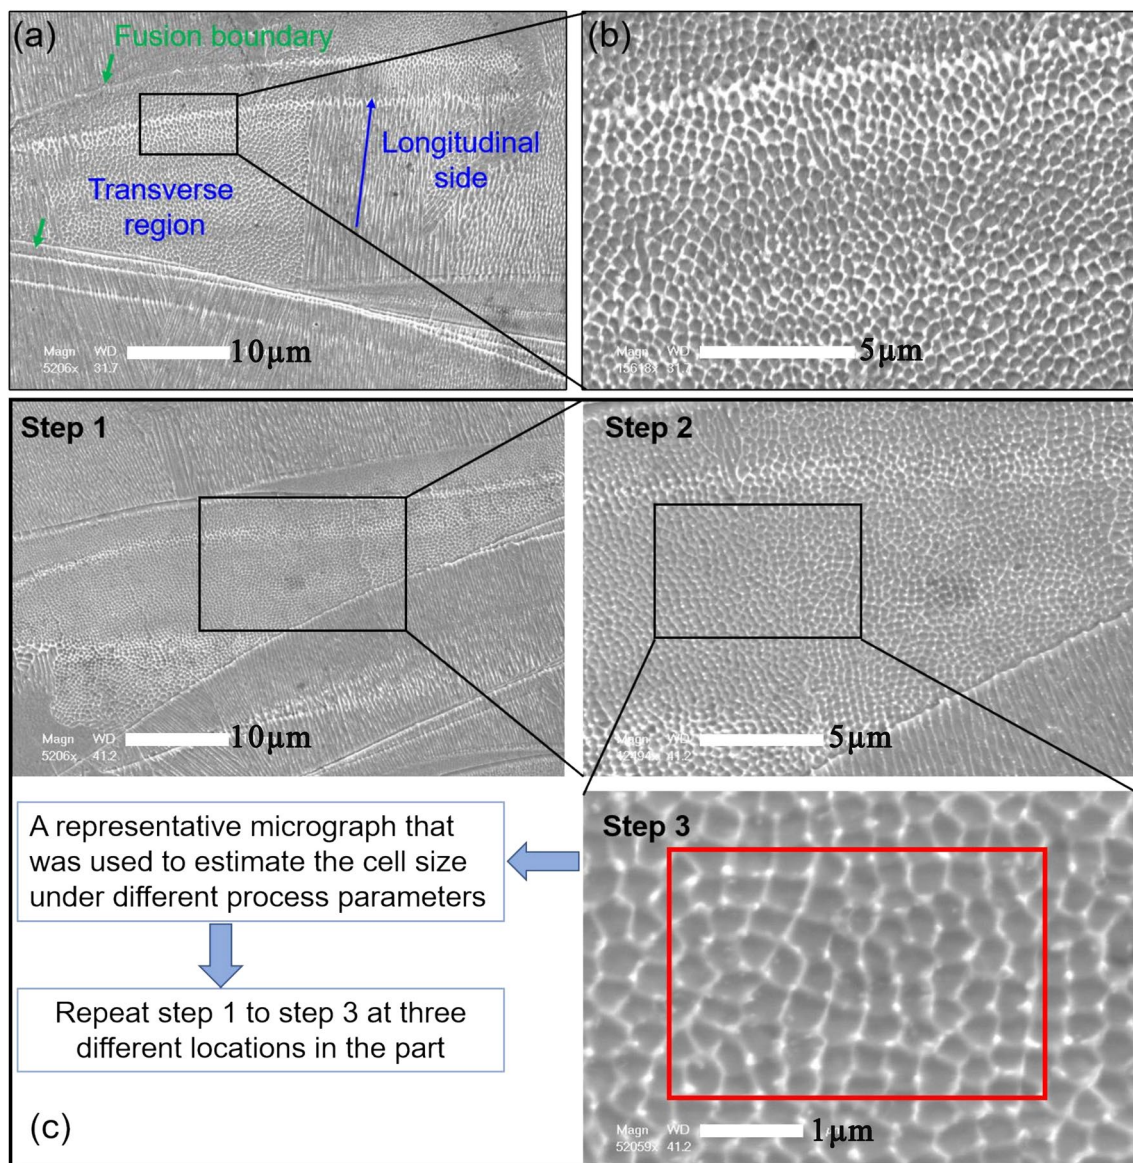 (a)
Fusion boundary
Longitudinal
side
Transverse
region
Magn WD
5206x 31.7
10μm
(b)
Magn WD
15618x 31.7
5μm
Step 1
Magn WD
5206x 41.2
10μm
Step 2
Magn WD
41.2
5μm
Step 3
Magn WD
52059x 41.2
1μm
A representative micrograph that
was used to estimate the cell size
under different process parameters
Repeat step 1 to step 3 at three
different locations in the part
(c)